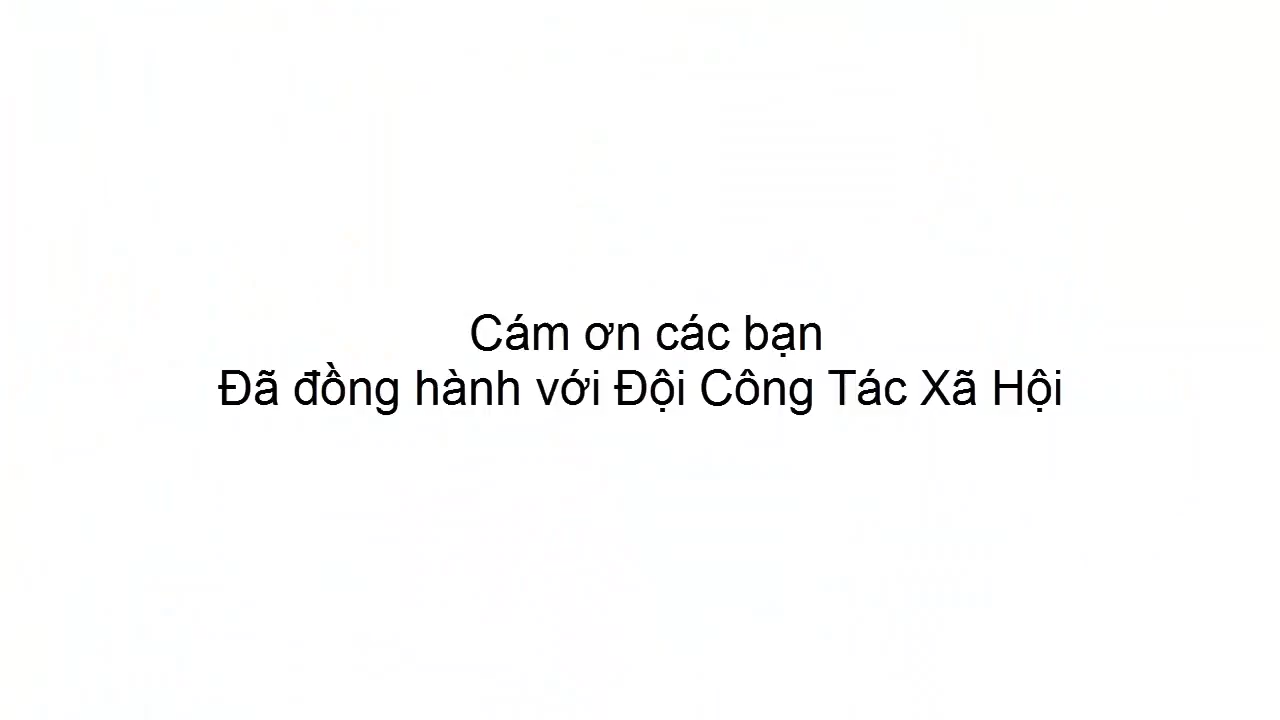 Cám ơn các bạn
Đã đồng hành với Đội Công Tác Xã Hội